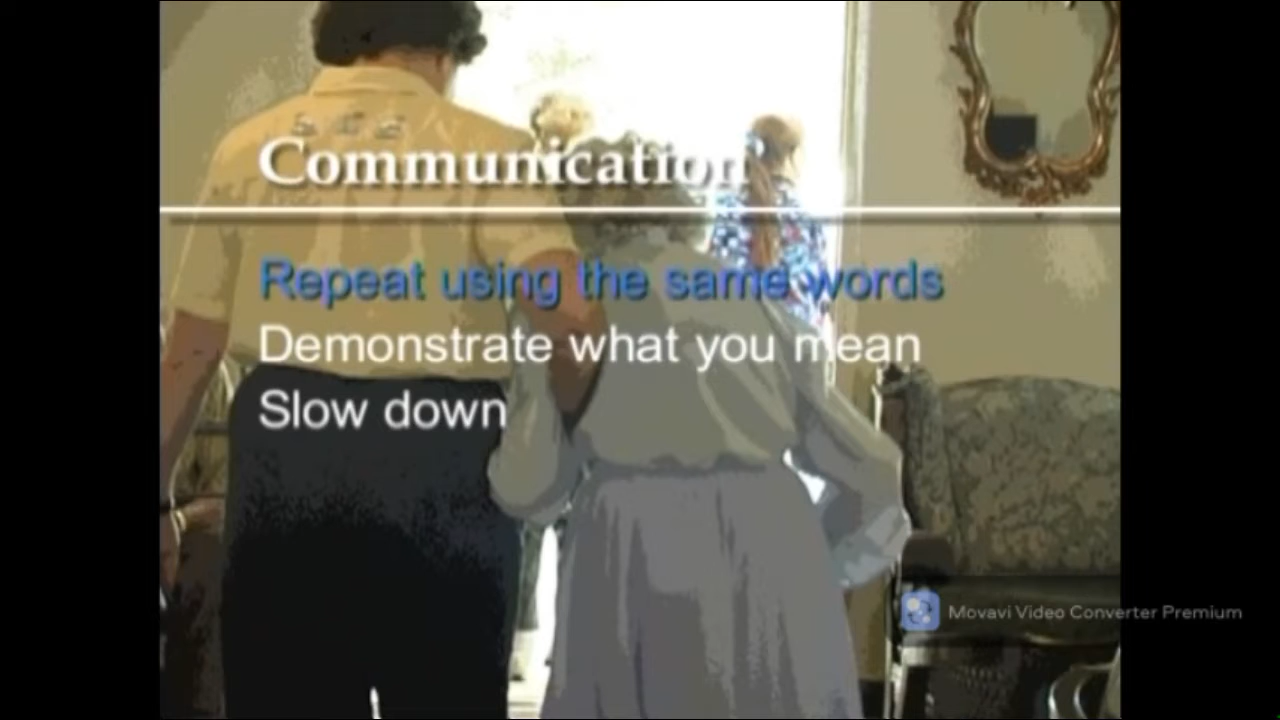 Communication
Repeat using the same words
Demonstrate what you mean
Slow down
Movavi Video Converter Premium